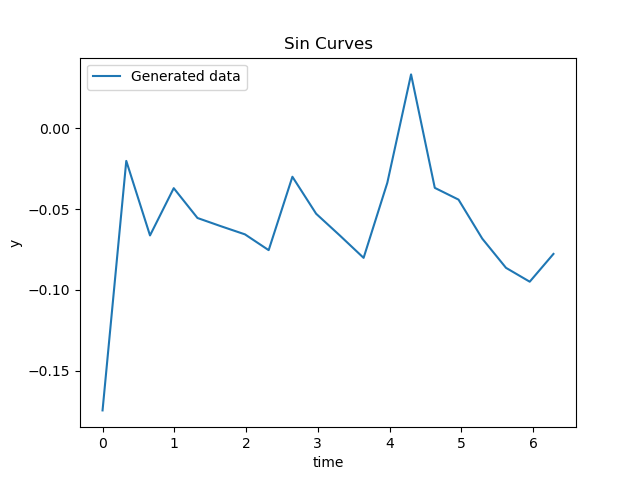 Sin Curves
Generated data
0.00
−0.05
−0.10
−0.15
y
0 1 2 3 4 5 6
time